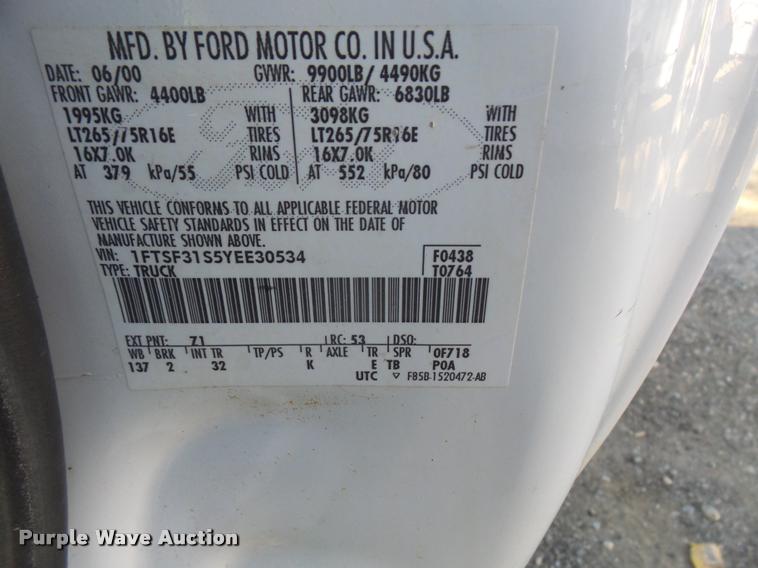 MFD. BY FORD MOTOR CO. IN U.S.A.
DATE: 06/00 GVWR: 9900LB/ 4490KG
FRONT GAWR: 4400LB REAR GAWR: 6830LB
1995KG WITH 3098KG WITH
LT265/75R16E TIRES LT265/75R16E TIRES
16X7.0K RIMS 16X7.0K RIMS
AT 379 kPa/55 PSI COLD AT 552 kPa/80 PSI COLD
THIS VEHICLE CONFORMS TO ALL APPLICABLE FEDERAL MOTOR
VEHICLE SAFETY STANDARDS IN EFFECT ON THE DATE OF
MANUFACTURE SHOWN ABOVE.
VIN: 1FTSF31S5YEE30534 F0438
TYPE: TRUCK T0764
EXT PNT: Z1 RC: 53 DSO:
WB BRK INT TR TP/PS R AXLE TR SPR 0F718
137 2 32 K E TB P0A
UTC ▽ F85B-1520472-AB
Purple Wave Auction